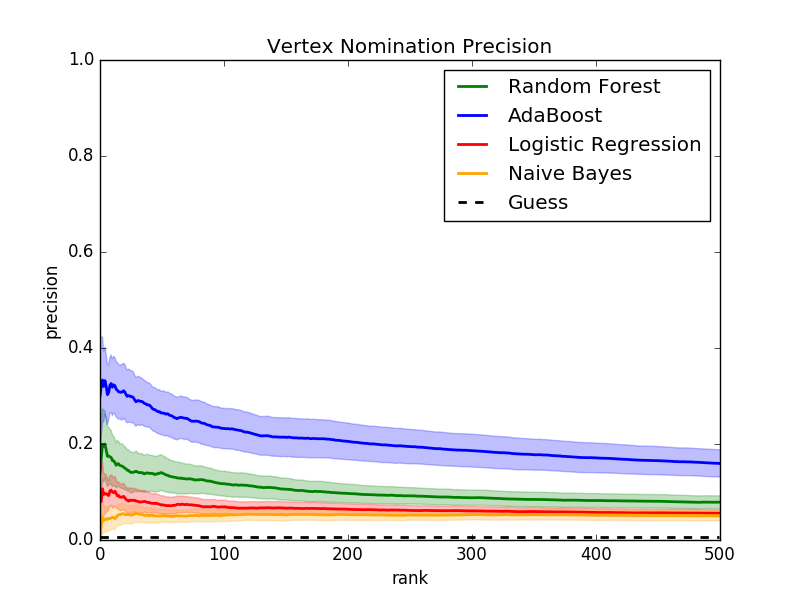 Vertex Nomination Precision
1.0
0.8
0.6
0.4
0.2
0.0
precision
Random Forest
AdaBoost
Logistic Regression
Naive Bayes
Guess
0 100 200 300 400 500
rank